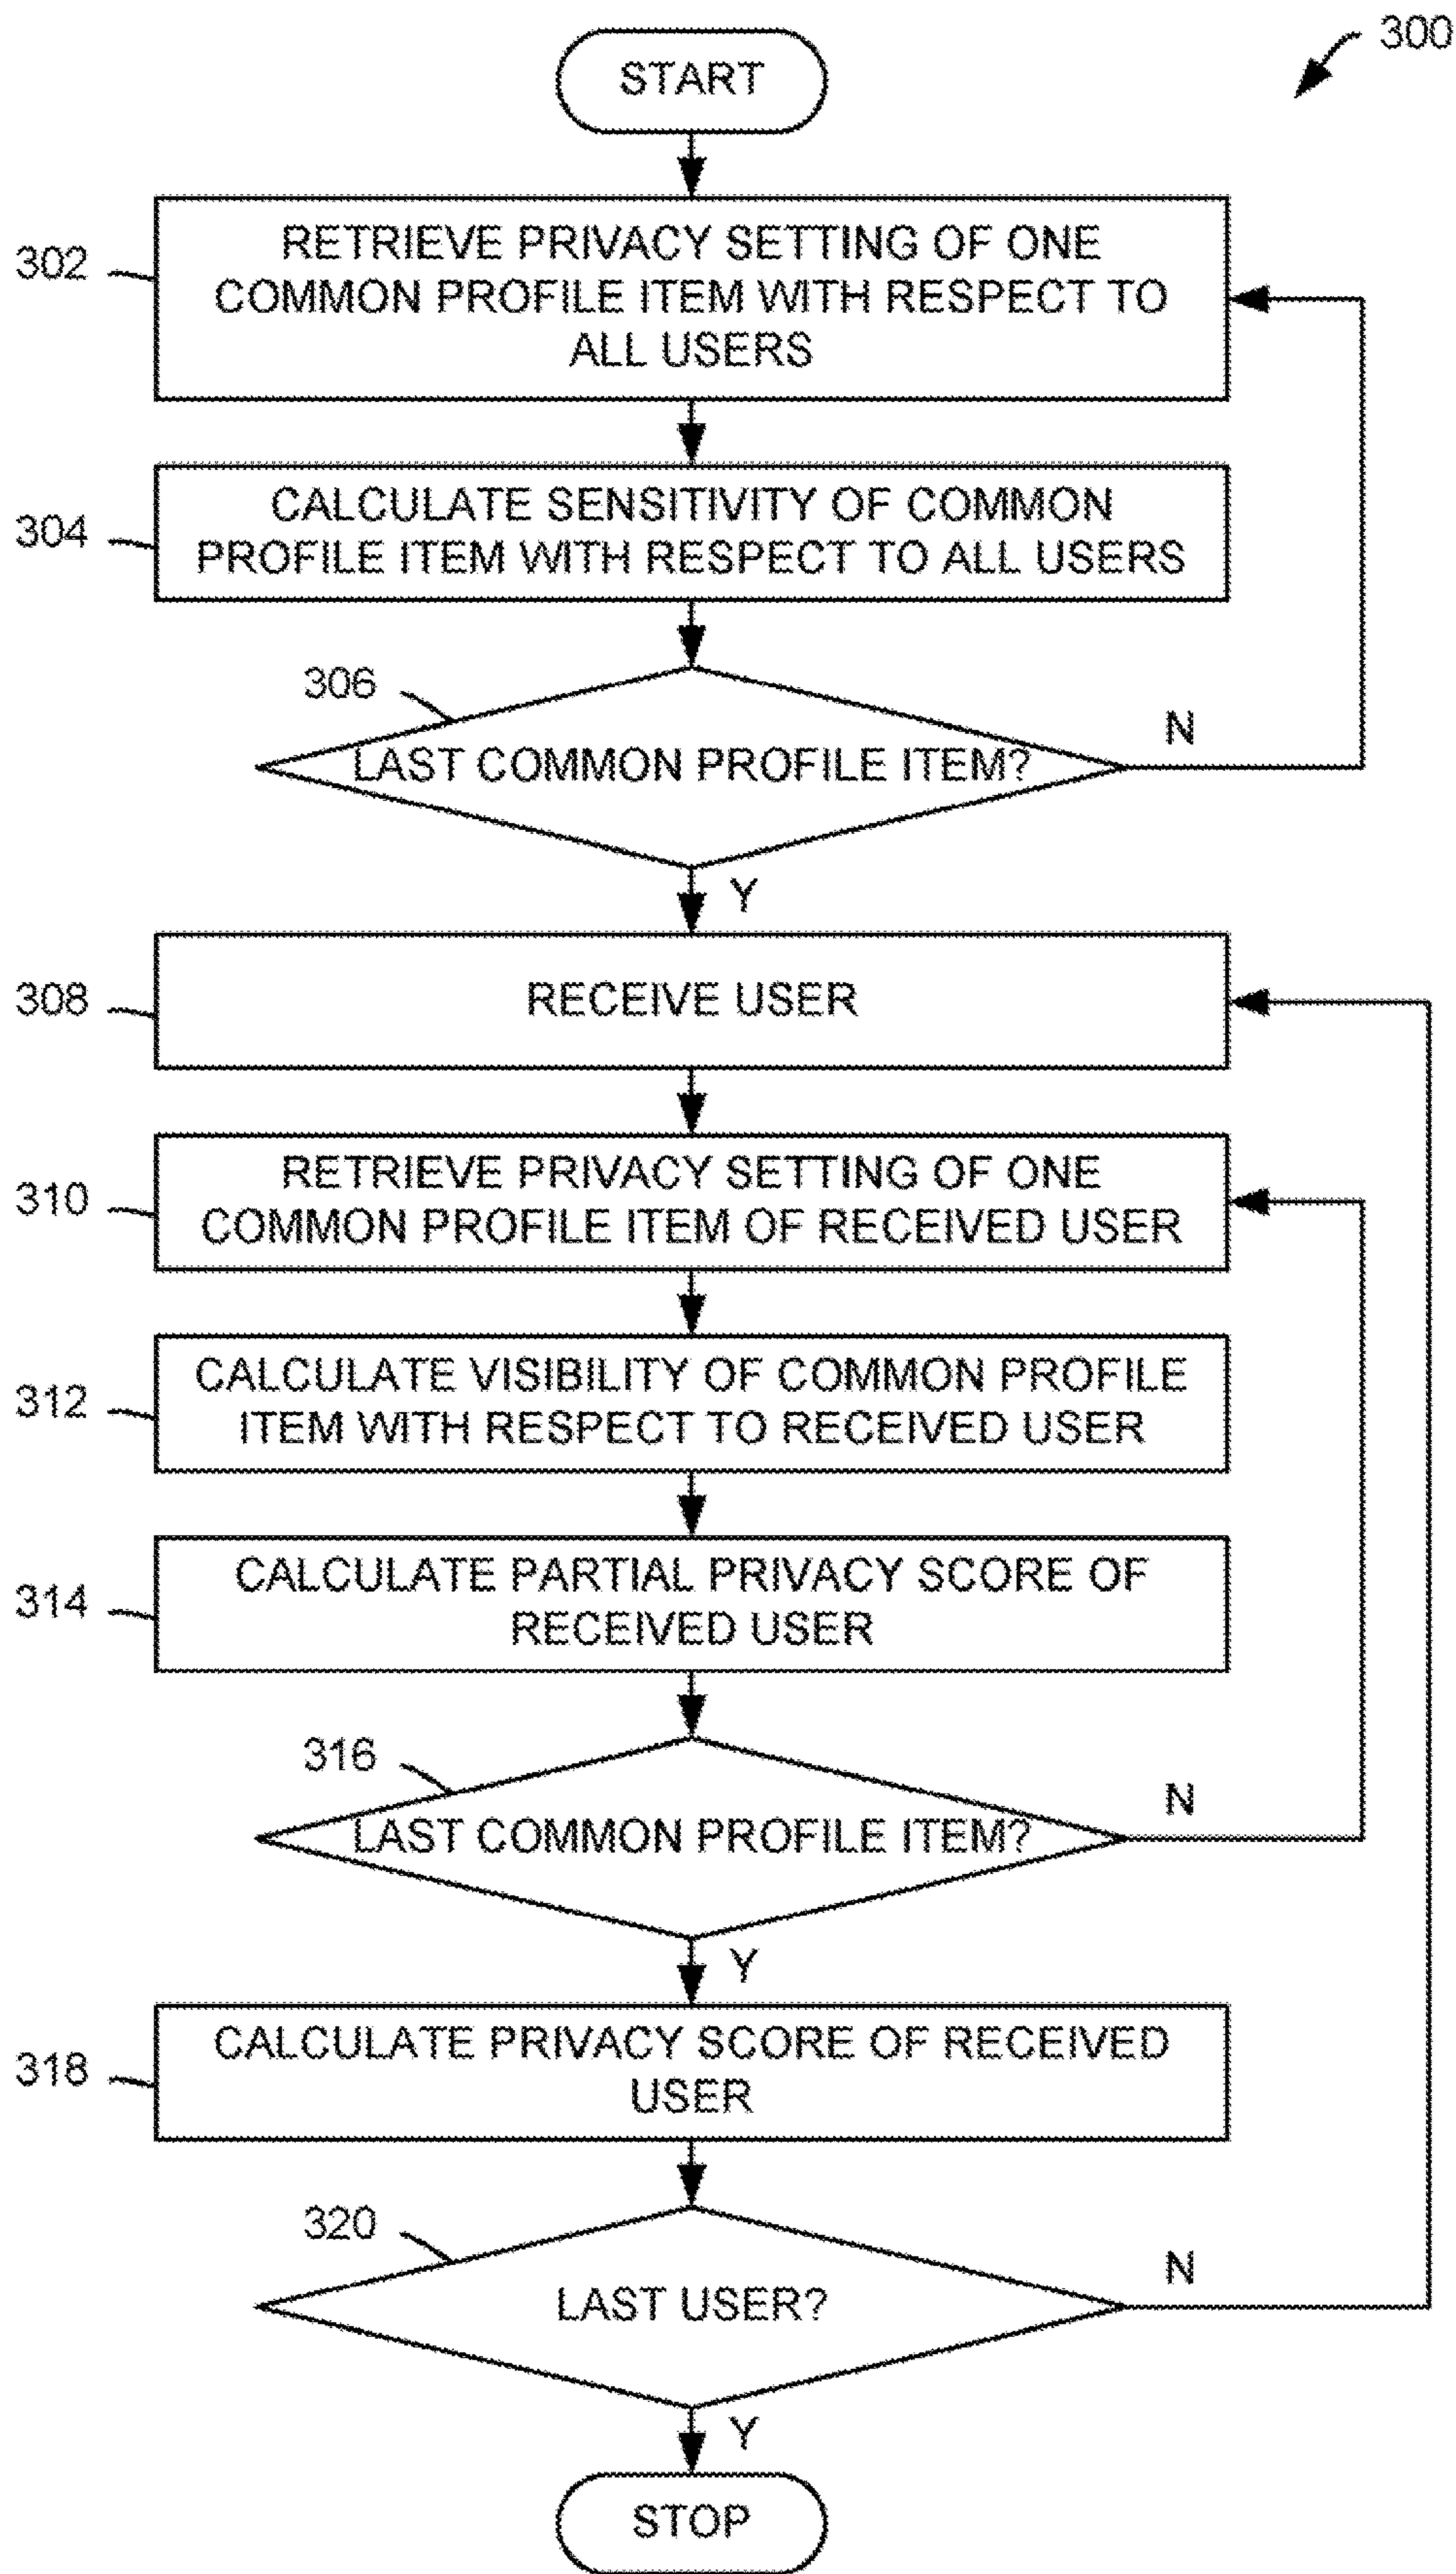 300
START
302
RETRIEVE PRIVACY SETTING OF ONE
COMMON PROFILE ITEM WITH RESPECT TO
ALL USERS
304
CALCULATE SENSITIVITY OF COMMON
PROFILE ITEM WITH RESPECT TO ALL USERS
306
LAST COMMON PROFILE ITEM?
N
Y
308
RECEIVE USER
310
RETRIEVE PRIVACY SETTING OF ONE
COMMON PROFILE ITEM OF RECEIVED USER
312
CALCULATE VISIBILITY OF COMMON PROFILE
ITEM WITH RESPECT TO RECEIVED USER
314
CALCULATE PARTIAL PRIVACY SCORE OF
RECEIVED USER
316
LAST COMMON PROFILE ITEM?
N
Y
318
CALCULATE PRIVACY SCORE OF RECEIVED
USER
320
LAST USER?
N
Y
STOP